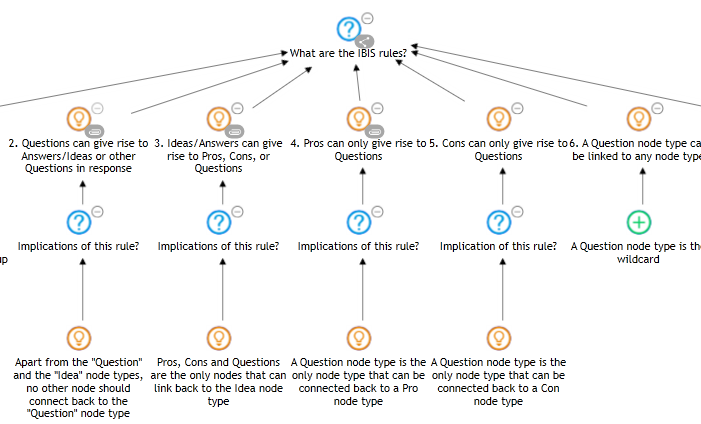 What are the IBIS rules?
2. Questions can give rise to
Answers/Ideas or other
Questions in response
3. Ideas/Answers can give
rise to Pros, Cons, or
Questions
4. Pros can only give rise to
Questions
5. Cons can only give rise to
Questions
6. A Question node type ca
be linked to any node type
Implications of this rule?
Implications of this rule?
Implications of this rule?
Implication of this rule?
A Question node type is th
wildcard
up
Apart from the "Question"
and the "Idea" node types,
no other node should
connect back to the
"Question" node type
Pros, Cons and Questions
are the only nodes that can
link back to the Idea node
type
A Question node type is the
only node type that can be
connected back to a Pro
node type
A Question node type is the
only node type that can be
connected back to a Con
node type